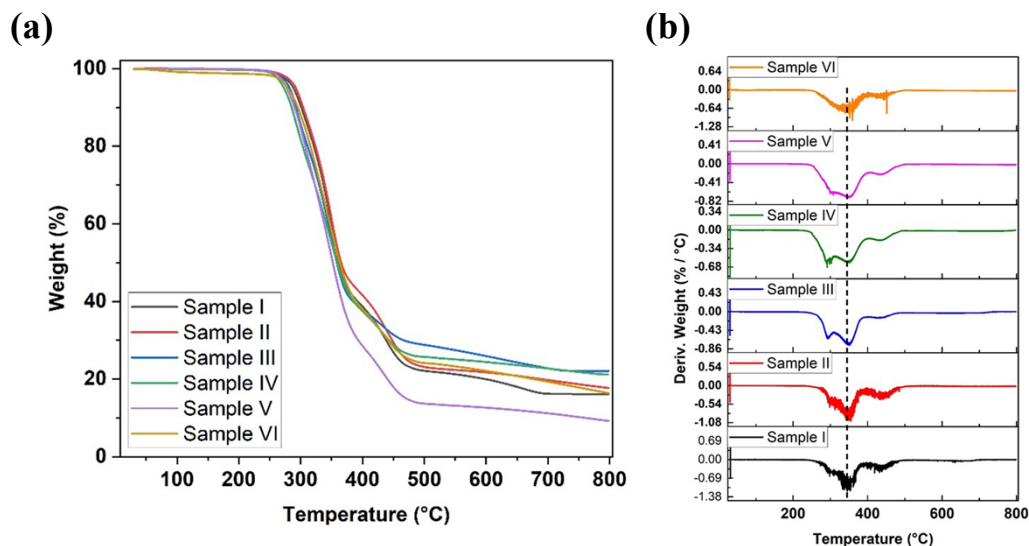 (a)
100
80
60
40
20
0
Weight (%)
Sample I
Sample II
Sample III
Sample IV
Sample V
Sample VI
100 200 300 400 500 600 700 800
Temperature (°C)
(b)
Deriv. Weight (% / °C)
Sample VI
0.64
0.00
-0.64
-1.28
Sample V
0.41
0.00
-0.41
-0.82
Sample IV
0.34
0.00
-0.34
-0.68
Sample III
0.43
0.00
-0.43
-0.86
Sample II
0.54
0.00
-0.54
-1.08
Sample I
0.69
0.00
-0.69
-1.38
200 400 600 800
Temperature (°C)